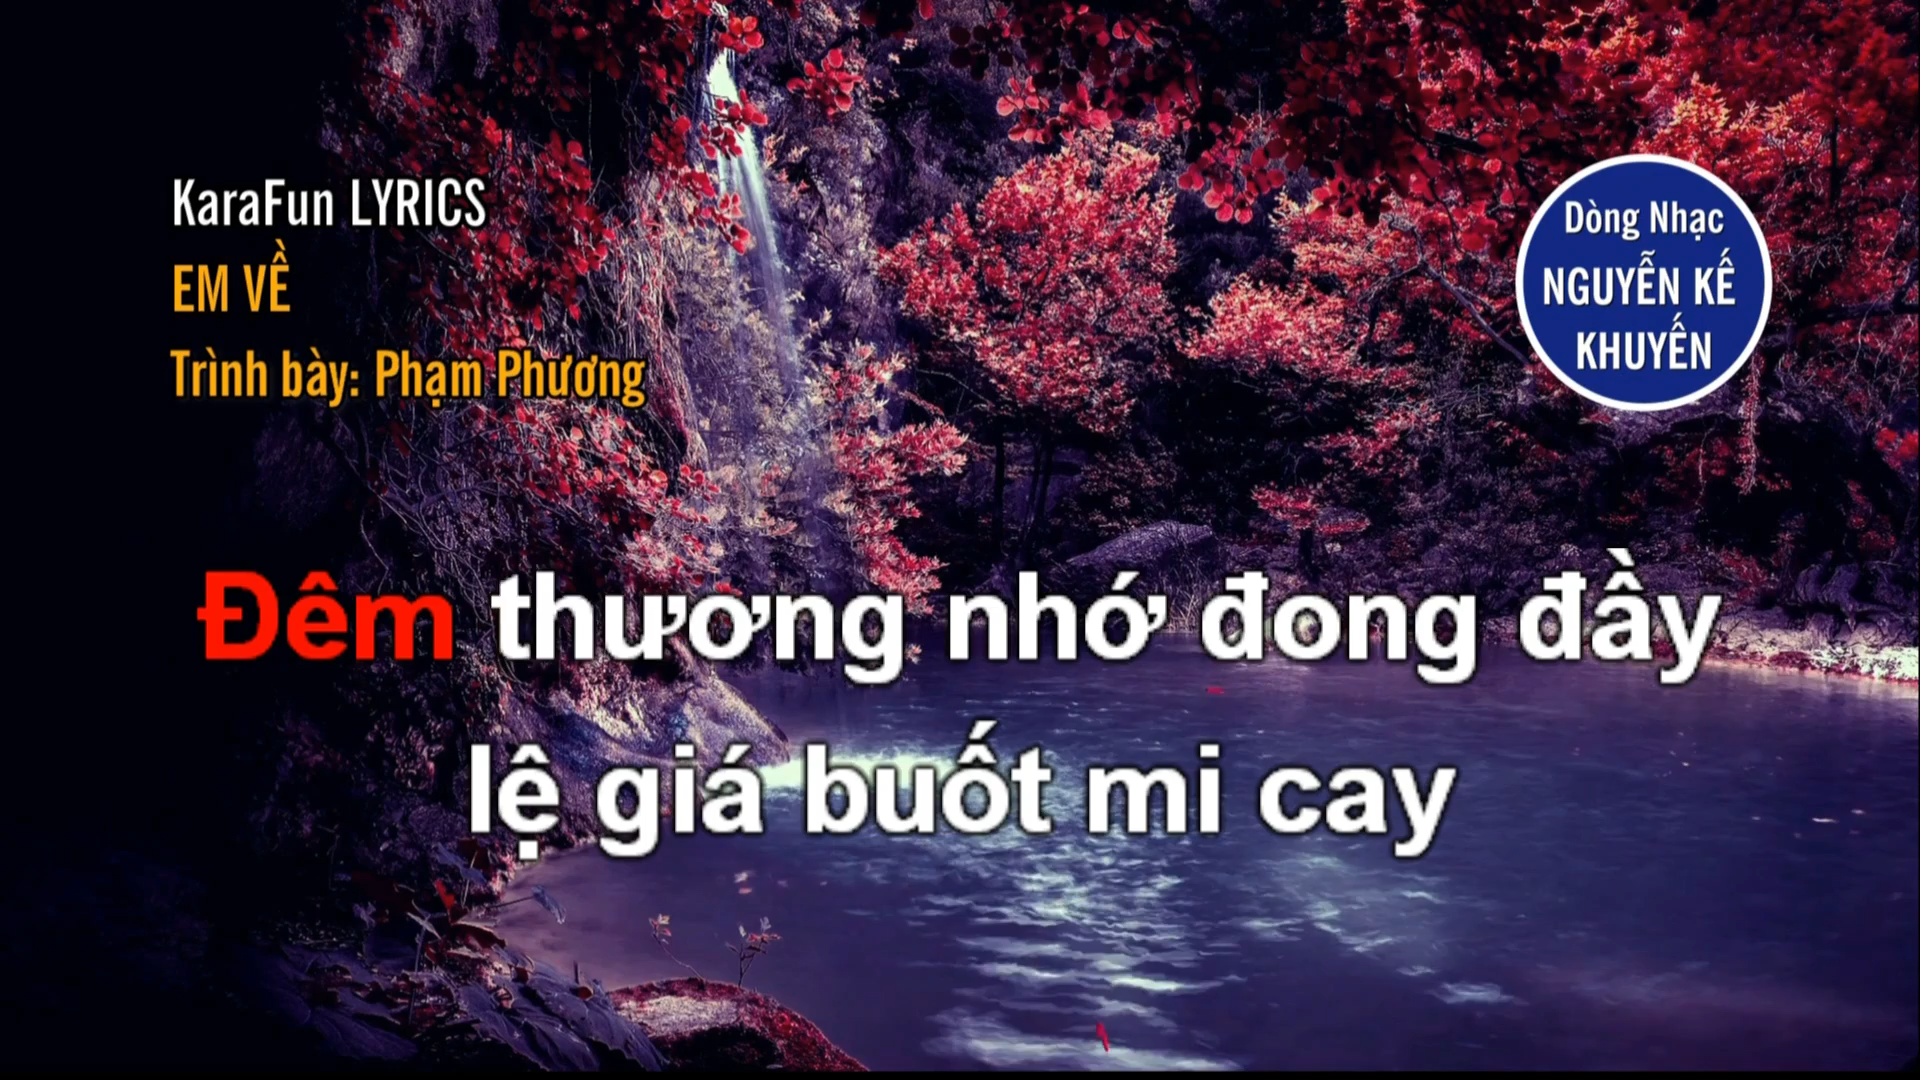 KaraFun LYRICS
EM VỀ
Trình bày: Phạm Phương
Dòng Nhạc
NGUYỄN KẾ
KHUYẾN
Đêm thương nhớ đong đầy
lệ giá buốt mi cay